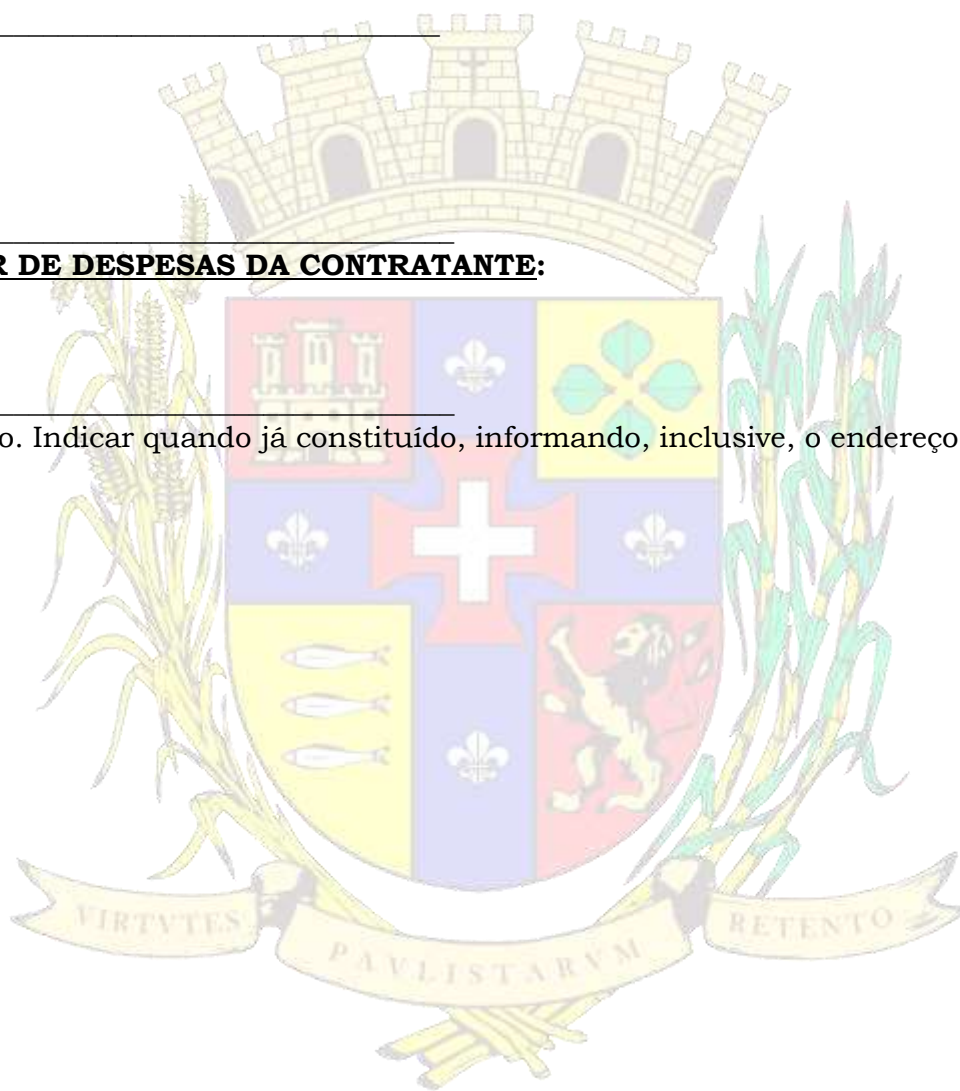 R DE DESPESAS DA CONTRATANTE:
o. Indicar quando já constituído, informando, inclusive, o endereço
VIRTVTES PAVLISTARVM RETENTO